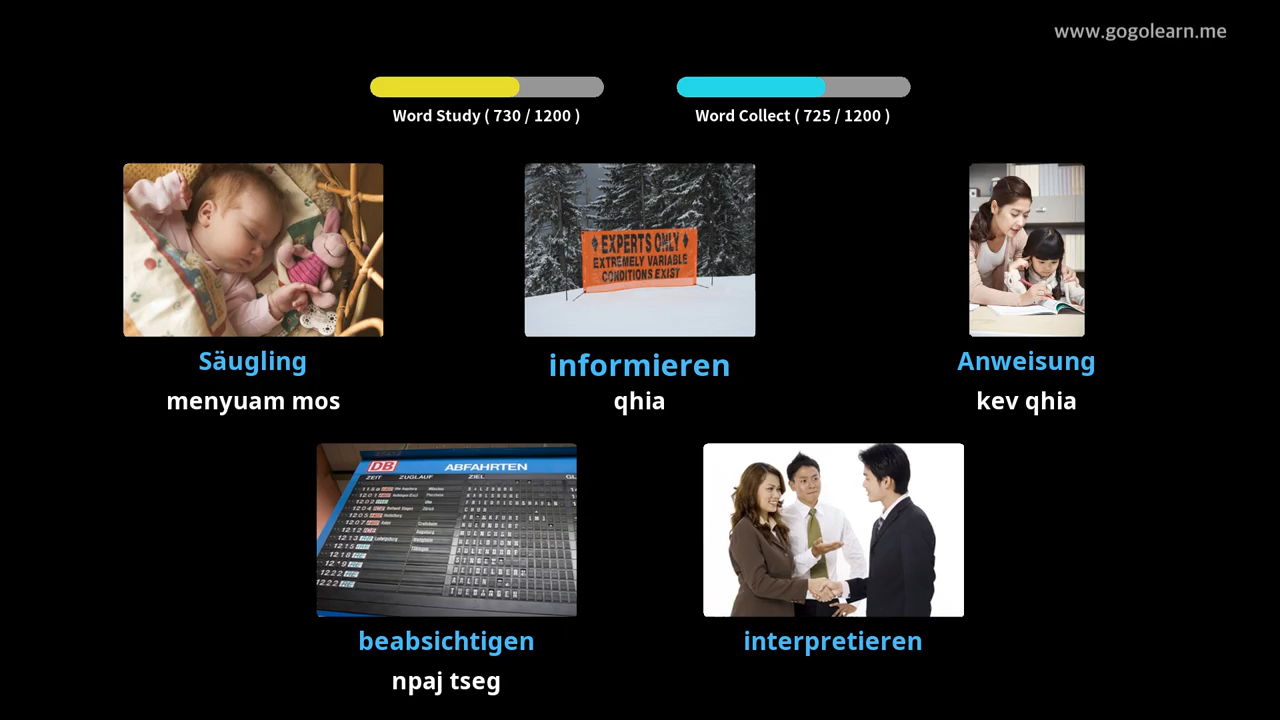 www.gogolearn.me
Word Study ( 730 / 1200 )
Word Collect ( 725 / 1200 )
EXPERTS ONLY
EXTREMELY VARIABLE
CONDITIONS EXIST
Säugling
informieren
Anweisung
menyuam mos
qhia
kev qhia
DB ABFAHRTEN
ZEIT ZUGLAUF ZIEL
beabsichtigen
interpretieren
npaj tseg